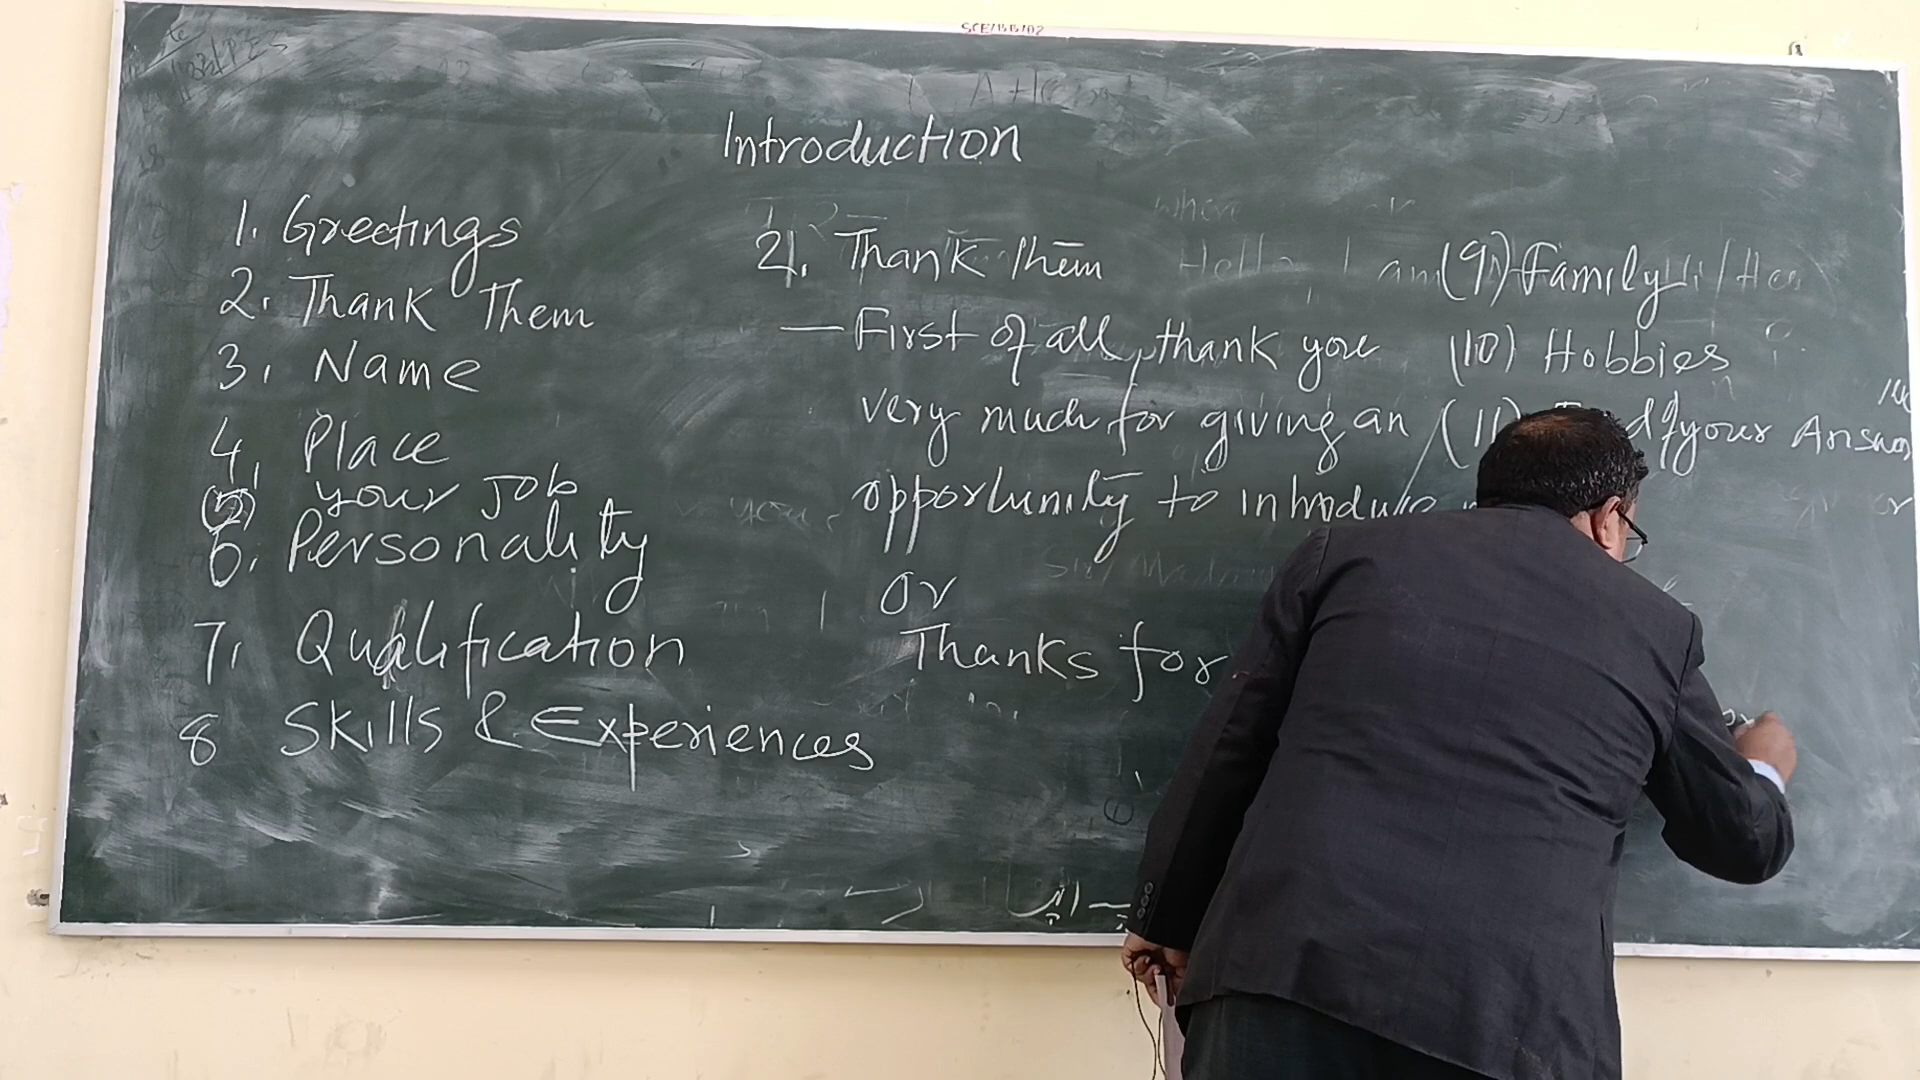 Introduction
1. Greetings
2. Thank Them
3. Name
4. Place
(5) your Job
6. Personality
7. Qualification
8 Skills & Experiences
2. Thank Them
— First of all, thank you
very much for giving an
opportunity to introduce
or
Thanks for
(9) Family
(10) Hobbies
(11) of your Answer